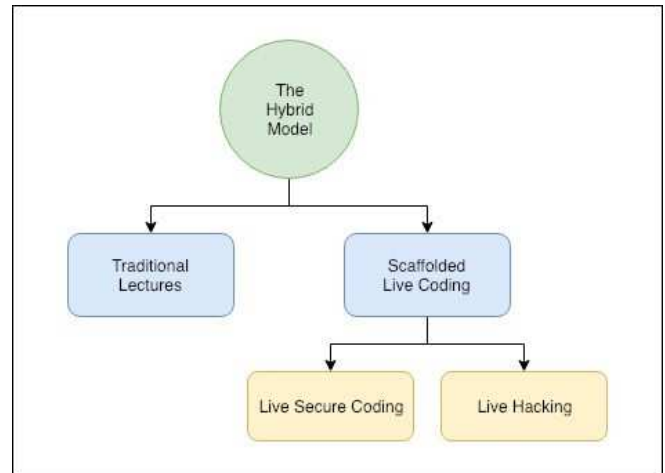 The
Hybrid
Model
Traditional
Lectures
Scaffolded
Live Coding
Live Secure Coding
Live Hacking